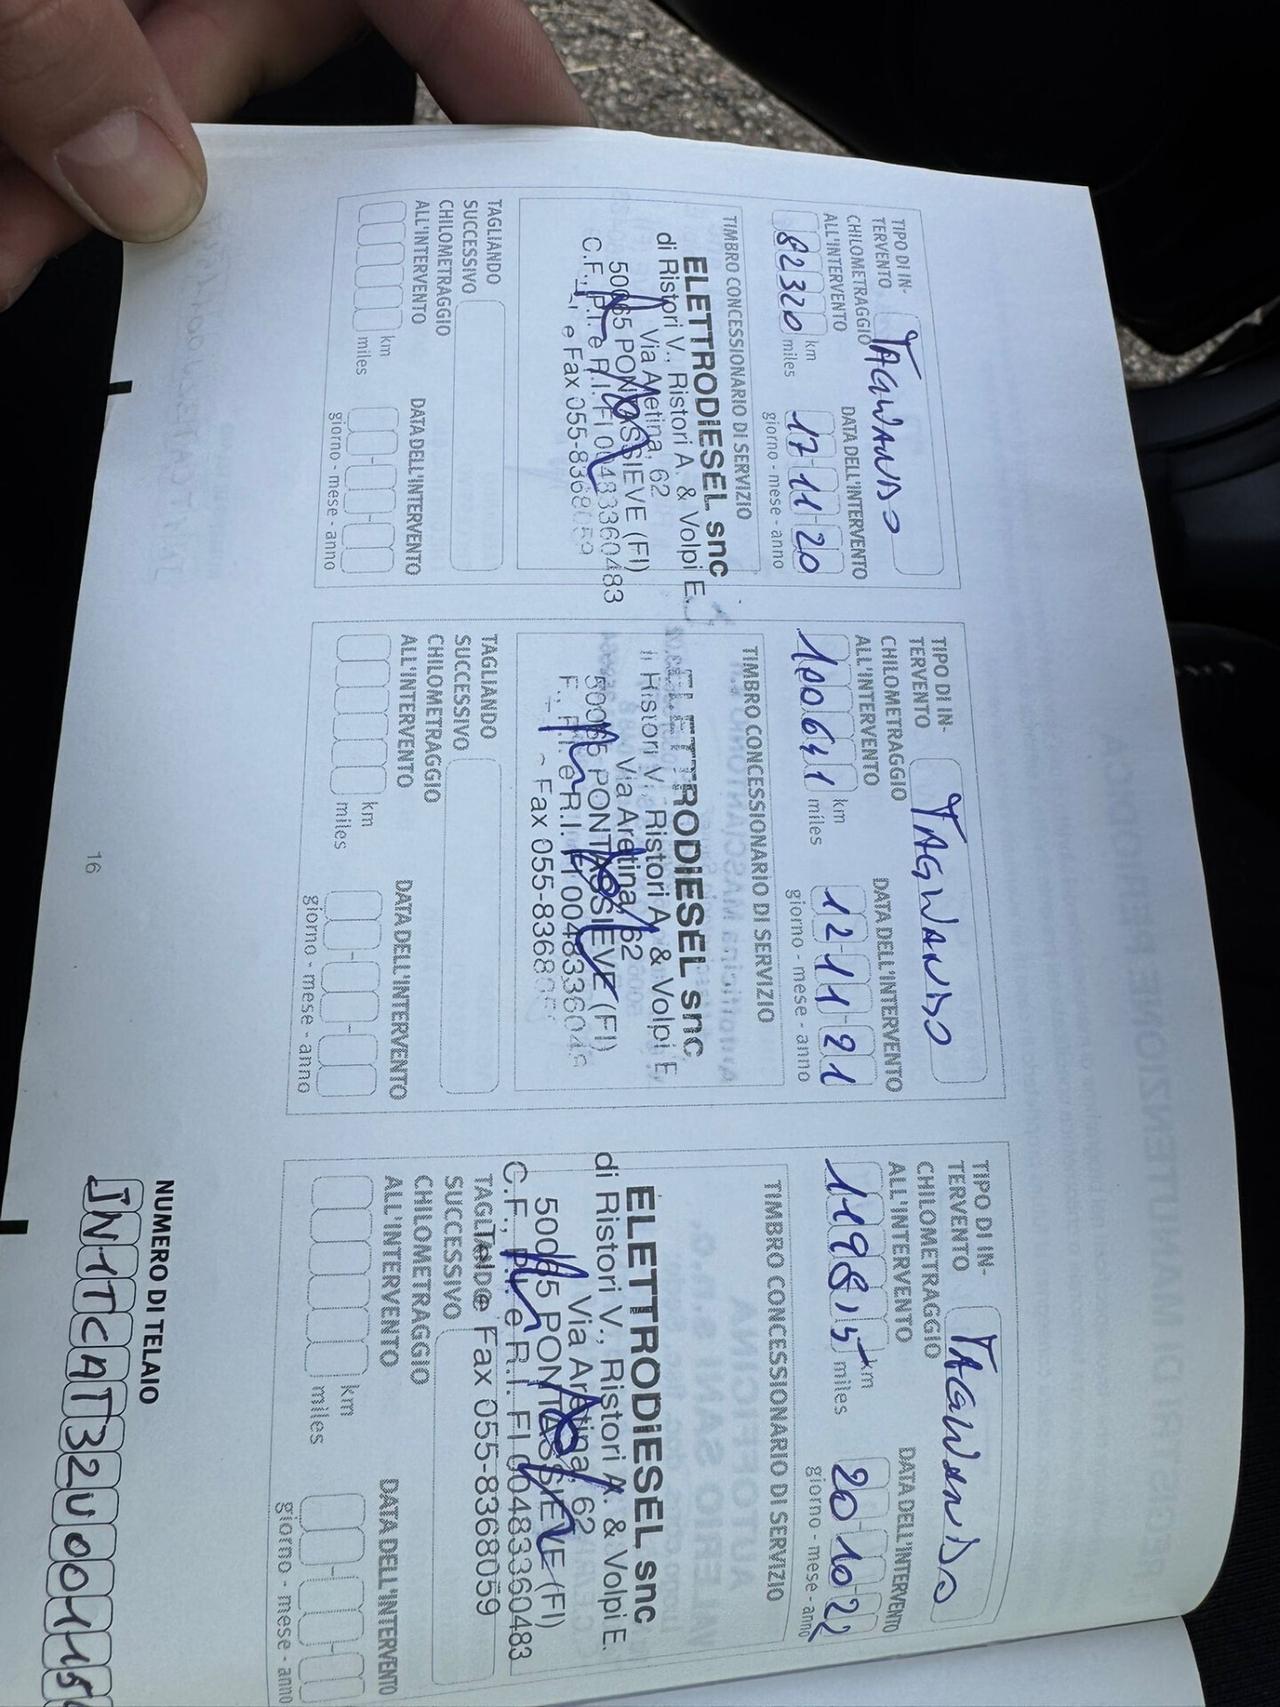 TIPO DI IN-
TERVENTO
TAGLIANDO
CHILOMETRAGGIO
ALL'INTERVENTO
82320
km
miles
DATA DELL'INTERVENTO
17-11-20
giorno - mese - anno
TIMBRO CONCESSIONARIO DI SERVIZIO
ELETTRODIESEL snc
di Ristori V., Ristori A. & Volpi E.
Via Aretina, 62
50065 PONTASSIEVE (FI)
C.F., P.I. e R.I. FI 00483360483
e Fax 055-8368059
TAGLIANDO
SUCCESSIVO
CHILOMETRAGGIO
ALL'INTERVENTO
km
miles
DATA DELL'INTERVENTO
giorno - mese - anno
TIPO DI IN-
TERVENTO
TAGLIANDO
CHILOMETRAGGIO
ALL'INTERVENTO
100641
km
miles
DATA DELL'INTERVENTO
12-11-21
giorno - mese - anno
TIMBRO CONCESSIONARIO DI SERVIZIO
ELETTRODIESEL snc
Ristori V., Ristori A. & Volpi E
Via Aretina, 62
50065 PONTASSIEVE (FI)
F., P.I. e R.I. FI 0048336048
Fax 055-8368059
TAGLIANDO
SUCCESSIVO
CHILOMETRAGGIO
ALL'INTERVENTO
km
miles
DATA DELL'INTERVENTO
giorno - mese - anno
TIPO DI IN-
TERVENTO
TAGLIANDO
CHILOMETRAGGIO
ALL'INTERVENTO
km
miles
DATA DELL'INTERVENTO
20-10-22
giorno - mese - anno
TIMBRO CONCESSIONARIO DI SERVIZIO
ELETTRODIESEL snc
di Ristori V., Ristori A. & Volpi E.
Via Aretina, 62
50065 PONTASSIEVE (FI)
C.F., P.I. e R.I. FI 00483360483
Tel. e Fax 055-8368059
TAGLIANDO
SUCCESSIVO
CHILOMETRAGGIO
ALL'INTERVENTO
km
miles
DATA DELL'INTERVENTO
giorno - mese - anno
16
NUMERO DI TELAIO
JN1TCAT32U00115